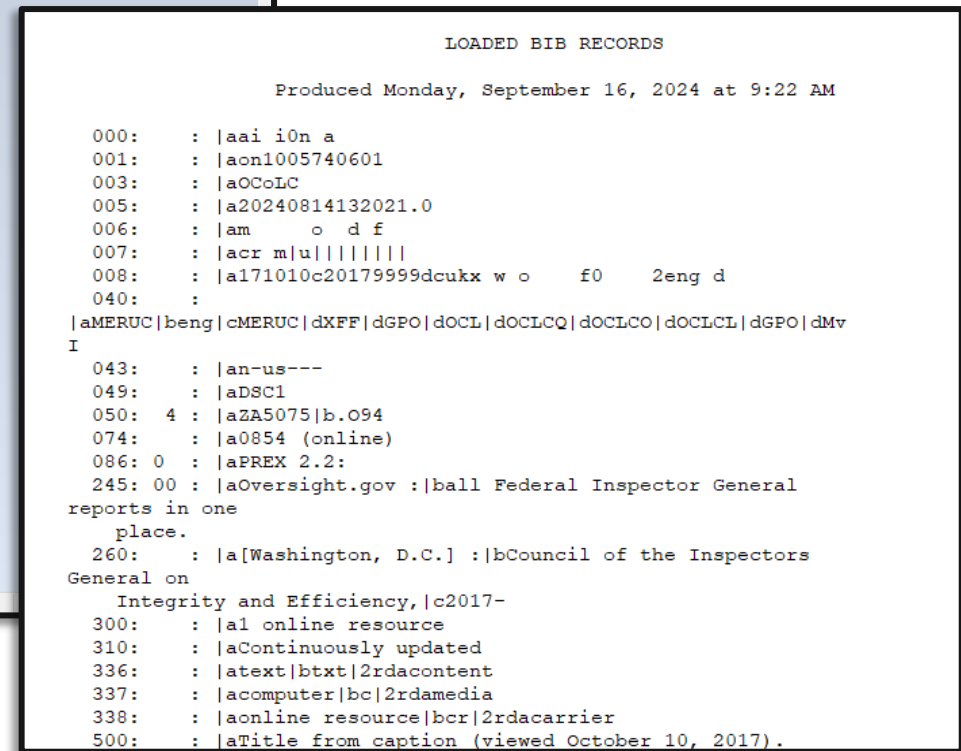 LOADED BIB RECORDS
Produced Monday, September 16, 2024 at 9:22 AM
000:     : |aai i0n a
001:     : |aon1005740601
003:     : |aOCoLC
005:     : |a20240814132021.0
006:     : |am     o  d f
007:     : |acr m|u||||||||
008:     : |a171010c20179999dcukx w o    f0    2eng d
040:     :
|aMERUC|beng|cMERUC|dXFF|dGPO|dOCL|dOCLCQ|dOCLCO|dOCLCL|dGPO|dMv
I
043:     : |an-us---
049:     : |aDSC1
050:  4 : |aZA5075|b.O94
074:     : |a0854 (online)
086: 0  : |aPREX 2.2:
245: 00 : |aOversight.gov :|ball Federal Inspector General
reports in one
place.
260:     : |a[Washington, D.C.] :|bCouncil of the Inspectors
General on
Integrity and Efficiency,|c2017-
300:     : |a1 online resource
310:     : |aContinuously updated
336:     : |atext|btxt|2rdacontent
337:     : |acomputer|bc|2rdamedia
338:     : |aonline resource|bcr|2rdacarrier
500:     : |aTitle from caption (viewed October 10, 2017).